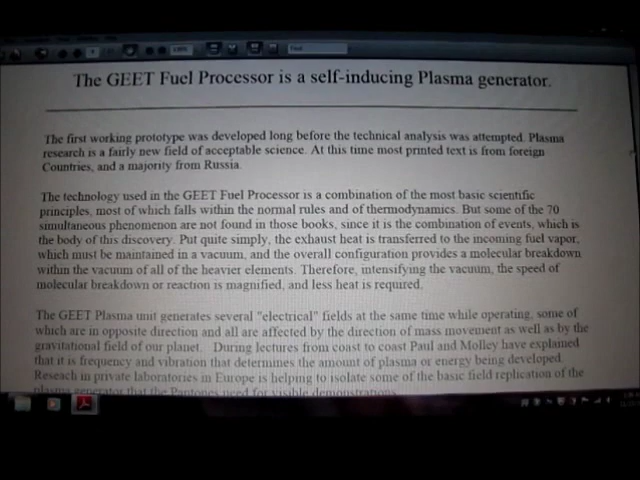 The GEET Fuel Processor is a self-inducing Plasma generator.
The first working prototype was developed long before the technical analysis was attempted. Plasma
research is a fairly new field of acceptable science. At this time most printed text is from foreign
Countries, and a majority from Russia.
The technology used in the GEET Fuel Processor is a combination of the most basic scientific
principles, most of which falls within the normal rules and of thermodynamics. But some of the 70
simultaneous phenomenon are not found in those books, since it is the combination of events, which is
the body of this discovery. Put quite simply, the exhaust heat is transferred to the incoming fuel vapor,
which must be maintained in a vacuum, and the overall configuration provides a molecular breakdown
within the vacuum of all of the heavier elements. Therefore, intensifying the vacuum, the speed of
molecular breakdown or reaction is magnified, and less heat is required.
The GEET Plasma unit generates several "electrical" fields at the same time while operating, some of
which are in opposite direction and all are affected by the direction of mass movement as well as by the
gravitational field of our planet. During lectures from coast to coast Paul and Molley have explained
that it is frequency and vibration that determines the amount of plasma or energy being developed.
Reseach in private laboratories in Europe is helping to isolate some of the basic field replication of the
plasma generator that the Pantones need for visible demonstrations.